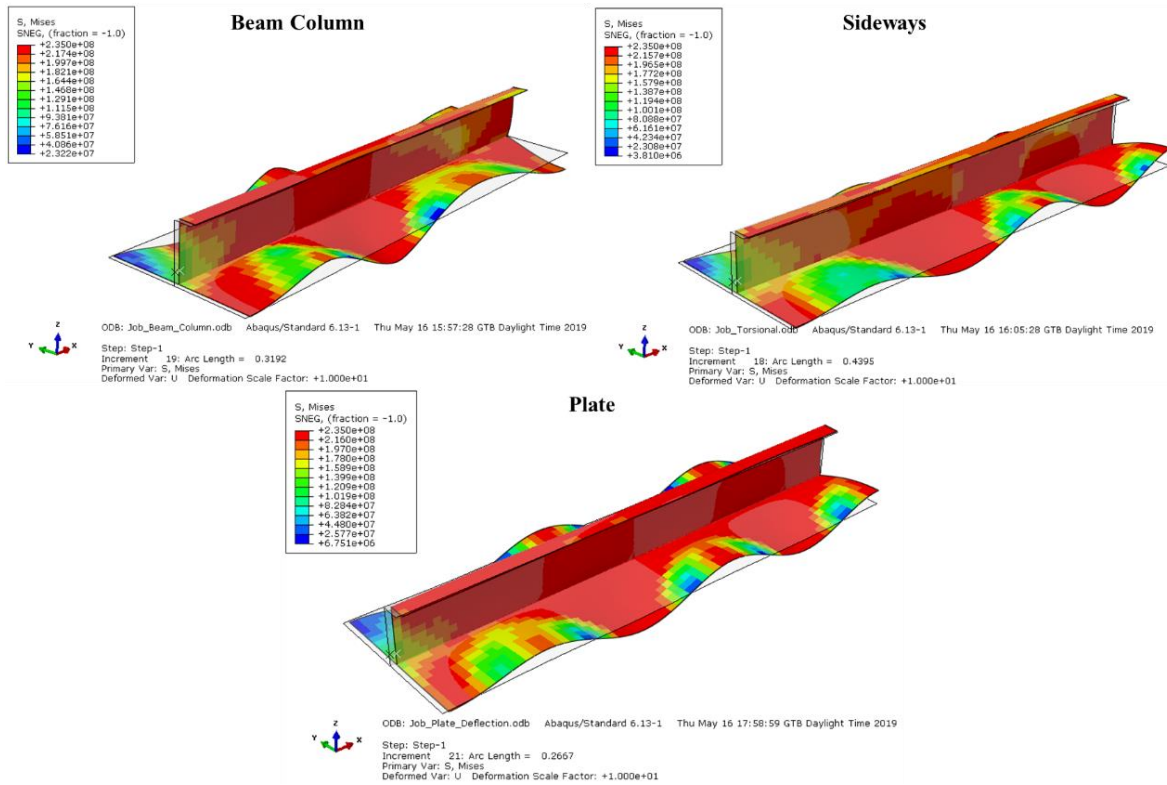 Beam Column
S, Mises
SNEG, (fraction = -1.0)
+2.350e+08
+2.174e+08
+1.997e+08
+1.821e+08
+1.644e+08
+1.468e+08
+1.291e+08
+1.115e+08
+9.381e+07
+7.616e+07
+5.851e+07
+4.086e+07
+2.322e+07
Z
Y
X
ODB: Job_Beam_Column.odb Abaqus/Standard 6.13-1 Thu May 16 15:57:28 GTB Daylight Time 2019
Step: Step-1
Increment 19: Arc Length = 0.3192
Primary Var: S, Mises
Deformed Var: U Deformation Scale Factor: +1.000e+01
Sideways
S, Mises
SNEG, (fraction = -1.0)
+2.350e+08
+2.157e+08
+1.965e+08
+1.772e+08
+1.579e+08
+1.387e+08
+1.194e+08
+1.001e+08
+8.088e+07
+6.161e+07
+4.234e+07
+2.308e+07
+3.810e+06
Z
Y
X
ODB: Job_Torsional.odb Abaqus/Standard 6.13-1 Thu May 16 16:05:28 GTB Daylight Time 2019
Step: Step-1
Increment 18: Arc Length = 0.4395
Primary Var: S, Mises
Deformed Var: U Deformation Scale Factor: +1.000e+01
Plate
S, Mises
SNEG, (fraction = -1.0)
+2.350e+08
+2.160e+08
+1.970e+08
+1.780e+08
+1.589e+08
+1.399e+08
+1.209e+08
+1.019e+08
+8.284e+07
+6.382e+07
+4.480e+07
+2.577e+07
+6.751e+06
Z
Y
X
ODB: Job_Plate_Deflection.odb Abaqus/Standard 6.13-1 Thu May 16 17:58:59 GTB Daylight Time 2019
Step: Step-1
Increment 21: Arc Length = 0.2667
Primary Var: S, Mises
Deformed Var: U Deformation Scale Factor: +1.000e+01